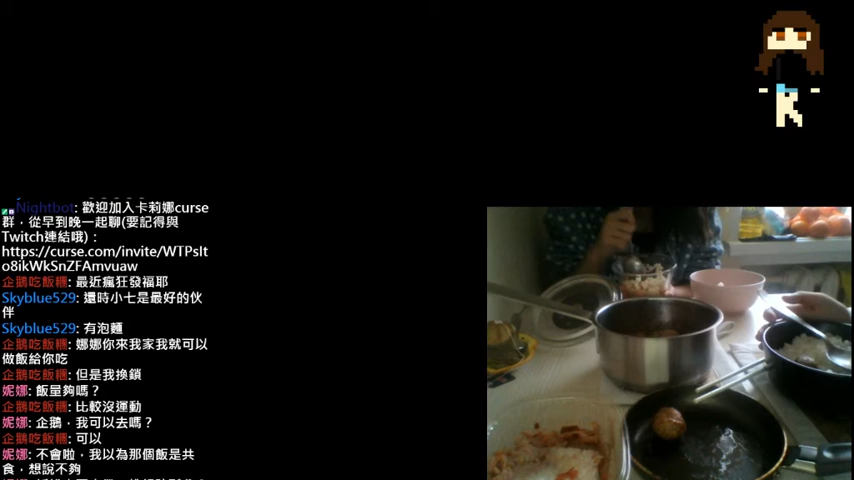 Nightbot: 歡迎加入卡莉娜curse
群，從早到晚一起聊(要記得與
Twitch連結哦)：
https://curse.com/invite/WTPsIt
o8ikWkSnZFAmvuaw
企鵝吃飯糰: 最近瘋狂發福耶
Skyblue529: 這時小七是最好的伙
伴
Skyblue529: 有泡麵
企鵝吃飯糰: 娜娜你來我家我就可以
做飯給你吃
企鵝吃飯糰: 但是我換鎖
妮娜: 飯量夠嗎？
企鵝吃飯糰: 比較沒運動
妮娜: 企鵝，我可以去嗎？
企鵝吃飯糰: 可以
妮娜: 不會啦，我以為那個飯是共
食，想說不夠